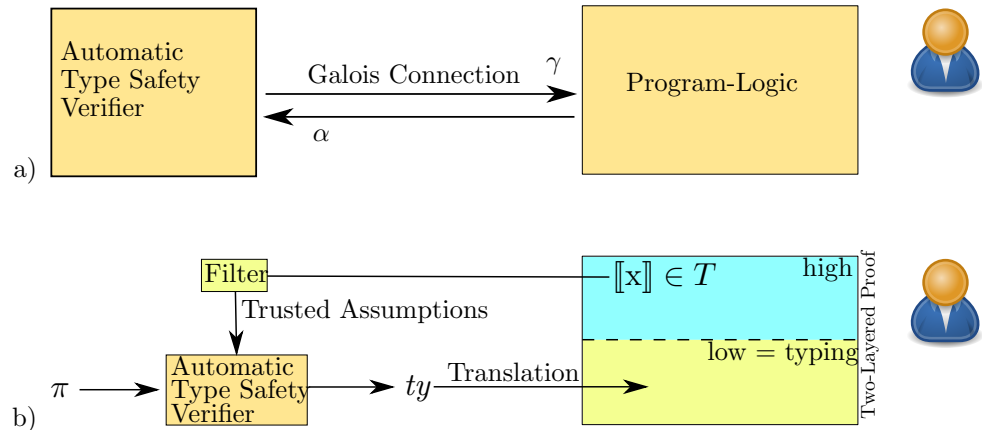 Automatic
Type Safety
Verifier
Galois Connection
γ
α
Program-Logic
a)
Filter
Trusted Assumptions
⟦x⟧ ∈ T
high
low = typing
Two-Layered Proof
π
Automatic
Type Safety
Verifier
ty
Translation
b)